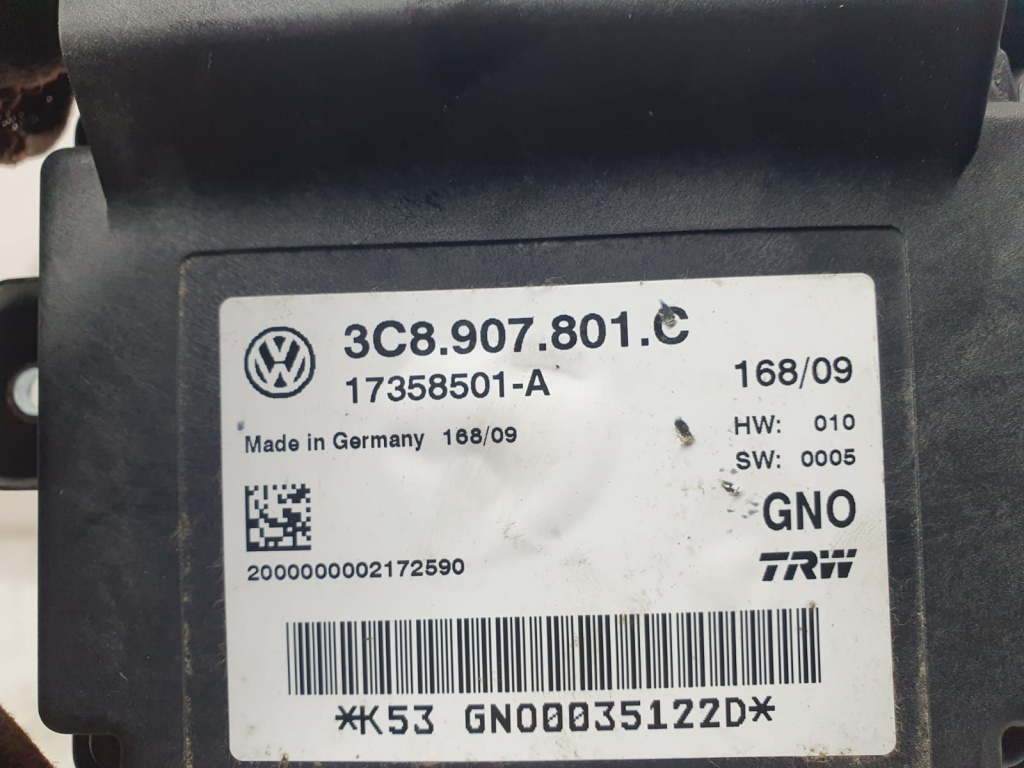 3C8.907.801.C
17358501-A
168/09
Made in Germany 168/09
HW: 010
SW: 0005
GNO
TRW
2000000002172590
*K53 GNO0035122D*